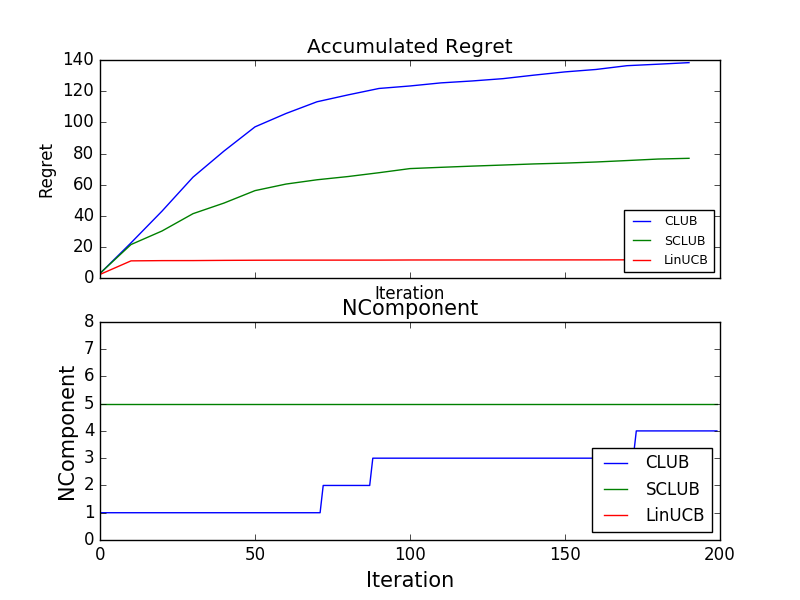 Accumulated Regret
140
120
100
80
60
40
20
0
Regret
CLUB
SCLUB
LinUCB
Iteration
NComponent
8
7
6
5
4
3
2
1
0
NComponent
CLUB
SCLUB
LinUCB
0 50 100 150 200
Iteration